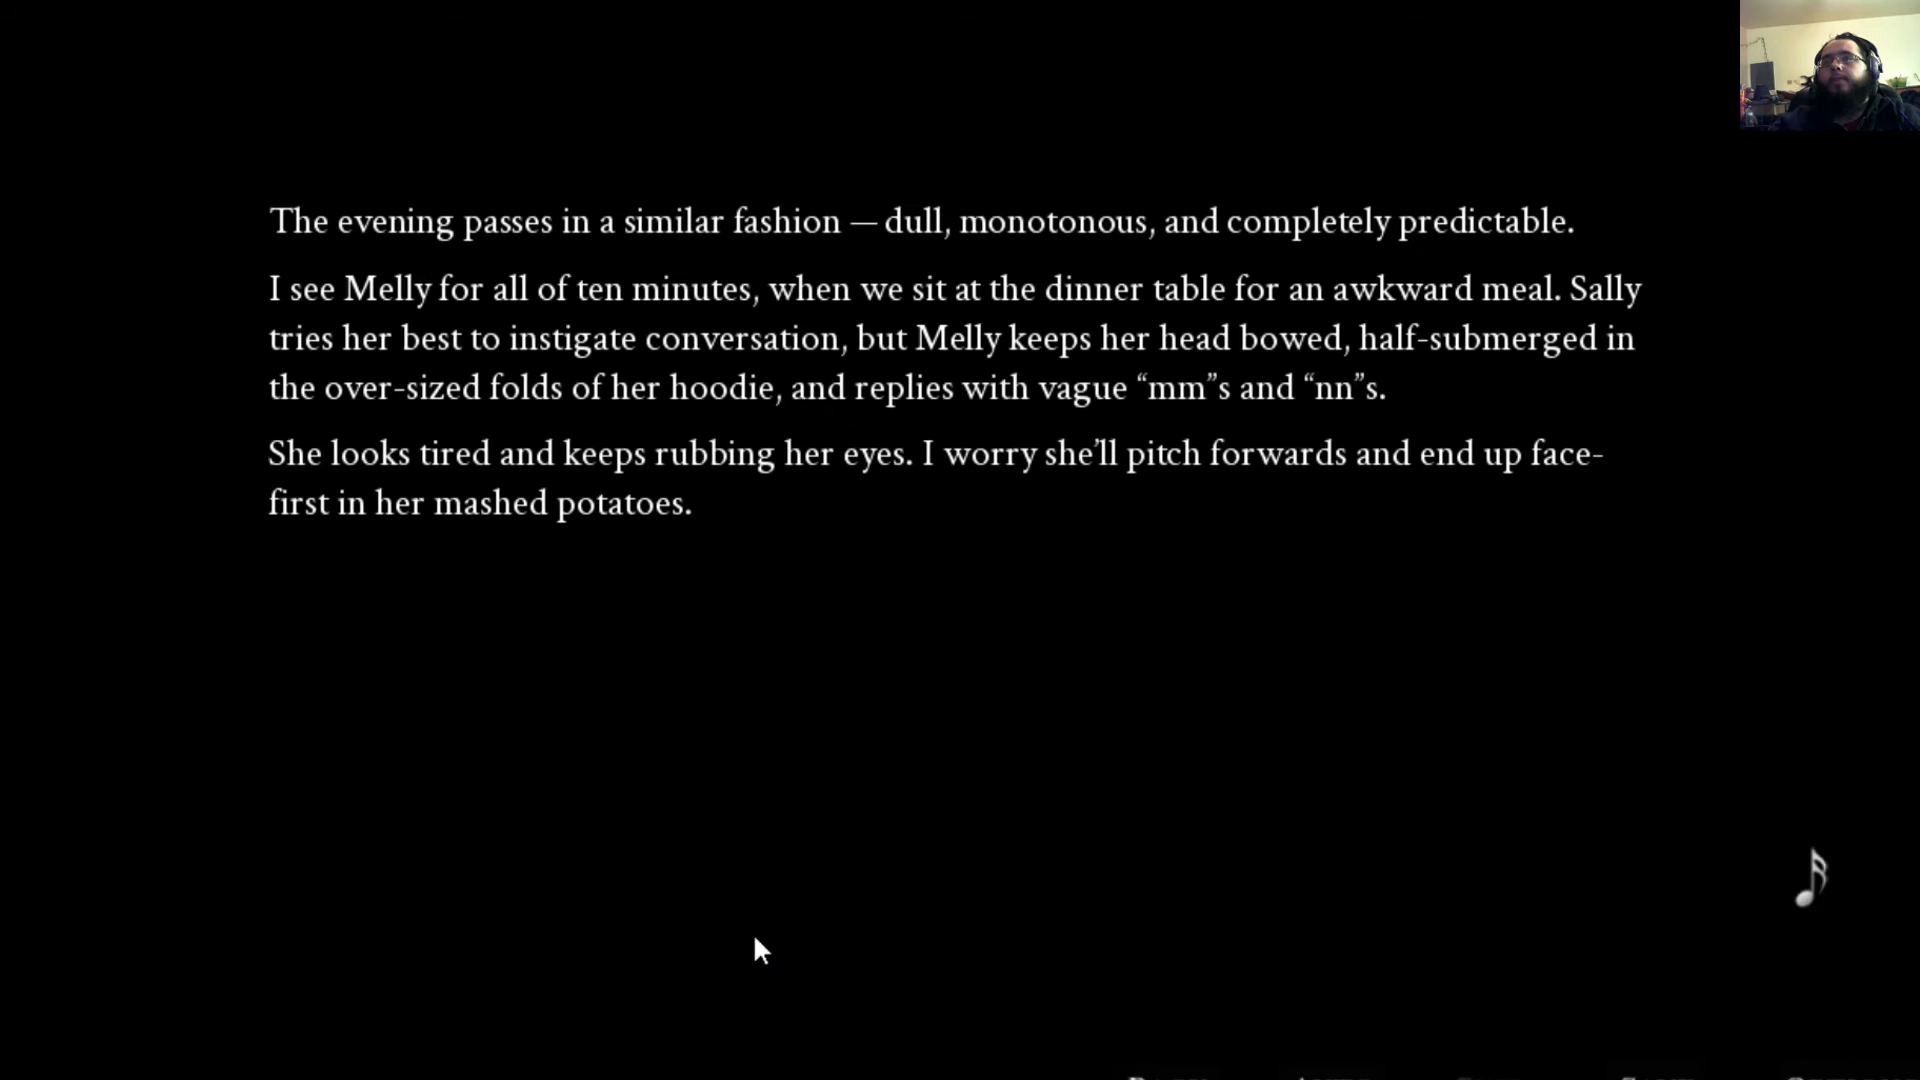 The evening passes in a similar fashion — dull, monotonous, and completely predictable.
I see Melly for all of ten minutes, when we sit at the dinner table for an awkward meal. Sally
tries her best to instigate conversation, but Melly keeps her head bowed, half-submerged in
the over-sized folds of her hoodie, and replies with vague “mm”s and “nn”s.
She looks tired and keeps rubbing her eyes. I worry she’ll pitch forwards and end up face-
first in her mashed potatoes.